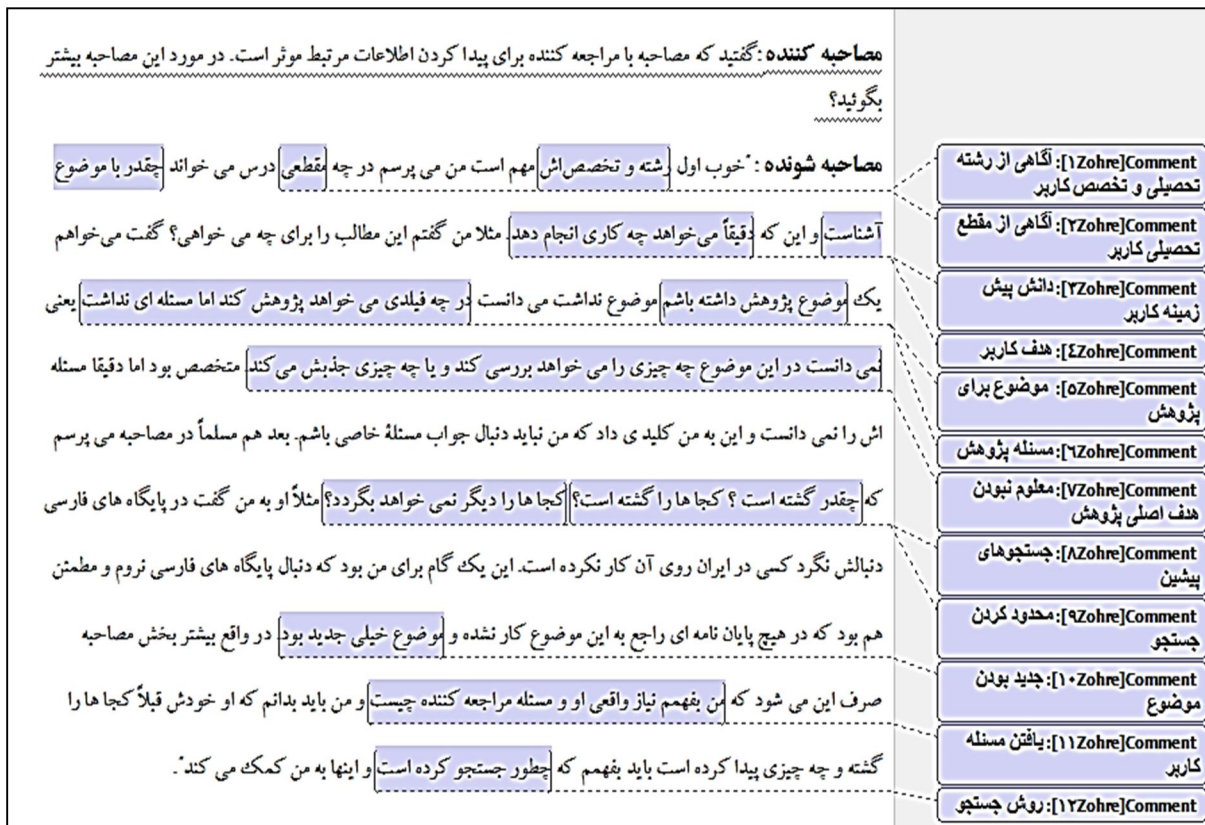 مصاحبه کننده :گفتید که مصاحبه با مراجعه کننده برای پیدا کردن اطلاعات مرتبط موثر است. در مورد این مصاحبه بیشتر
بگوئید؟
مصاحبه شونده : "خوب اول رشته و تخصص‌اش مهم است من می پرسم در چه مقطعی درس می خواند چقدر با موضوع
آشناست و این که دقیقاً می‌خواهد چه کاری انجام دهد. مثلا من گفتم این مطالب را برای چه می خواهی؟ گفت می‌خواهم
یک موضوع پژوهش داشته باشم موضوع نداشت می دانست در چه فیلدی می خواهد پژوهش کند اما مسئله ای نداشت یعنی
نمی دانست در این موضوع چه چیزی را می خواهد بررسی کند و یا چه چیزی جذبش می‌کند. متخصص بود اما دقیقا مسئله
اش را نمی دانست و این به من کلید ی داد که من نباید دنبال جواب مسئلۀ خاصی باشم. بعد هم مسلماً در مصاحبه می پرسم
که چقدر گشته است ؟ کجا ها را گشته است؟ کجا ها را دیگر نمی خواهد بگردد؟ مثلاً او به من گفت در پایگاه های فارسی
دنبالش نگرد کسی در ایران روی آن کار نکرده است. این یک گام برای من بود که دنبال پایگاه های فارسی نروم و مطمئن
هم بود که در هیچ پایان نامه ای راجع به این موضوع کار نشده و موضوع خیلی جدید بود. در واقع بیشتر بخش مصاحبه
صرف این می شود که من بفهمم نیاز واقعی او و مسئله مراجعه کننده چیست و من باید بدانم که او خودش قبلاً کجا ها را
گشته و چه چیزی پیدا کرده است باید بفهمم که چطور جستجو کرده است و اینها به من کمک می کند".
Comment[Zohre۱]: آگاهی از رشته
تحصیلی و تخصص کاربر
Comment[Zohre۲]: آگاهی از مقطع
تحصیلی کاربر
Comment[Zohre۳]: دانش پیش
زمینه کاربر
Comment[Zohre٤]: هدف کاربر
Comment[Zohre۵]: موضوع برای
پژوهش
Comment[Zohre٦]: مسئله پژوهش
Comment[Zohre۷]: معلوم نبودن
هدف اصلی پژوهش
Comment[Zohre۸]: جستجوهای
پیشین
Comment[Zohre۹]: محدود کردن
جستجو
Comment[Zohre۱۰]: جدید بودن
موضوع
Comment[Zohre۱۱]: یافتن مسئله
کاربر
Comment[Zohre۱۲]: روش جستجو